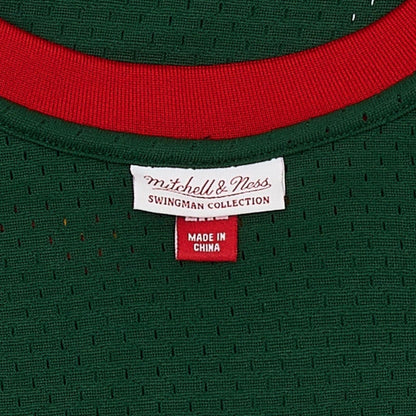 Mitchell & Ness
SWINGMAN COLLECTION
MADE IN
CHINA